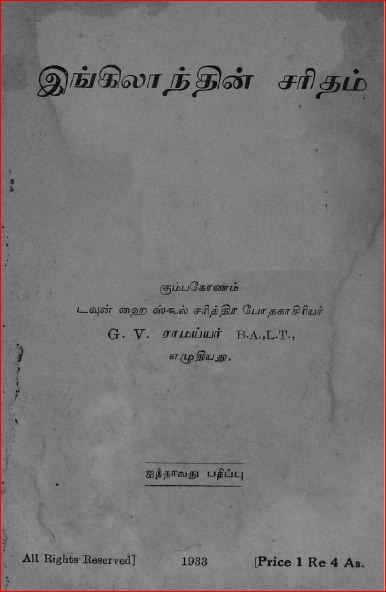 இங்கிலாந்தின் சரிதம்
கும்பகோணம்
டவுன் ஹை ஸ்கூல் சரித்திர போதகாசிரியர்
G. V. ராமய்யர் B.A.,L.T.,
எழுதியது.
ஐந்தாவது பதிப்பு
All Rights Reserved] 1933 [Price 1 Re 4 As.